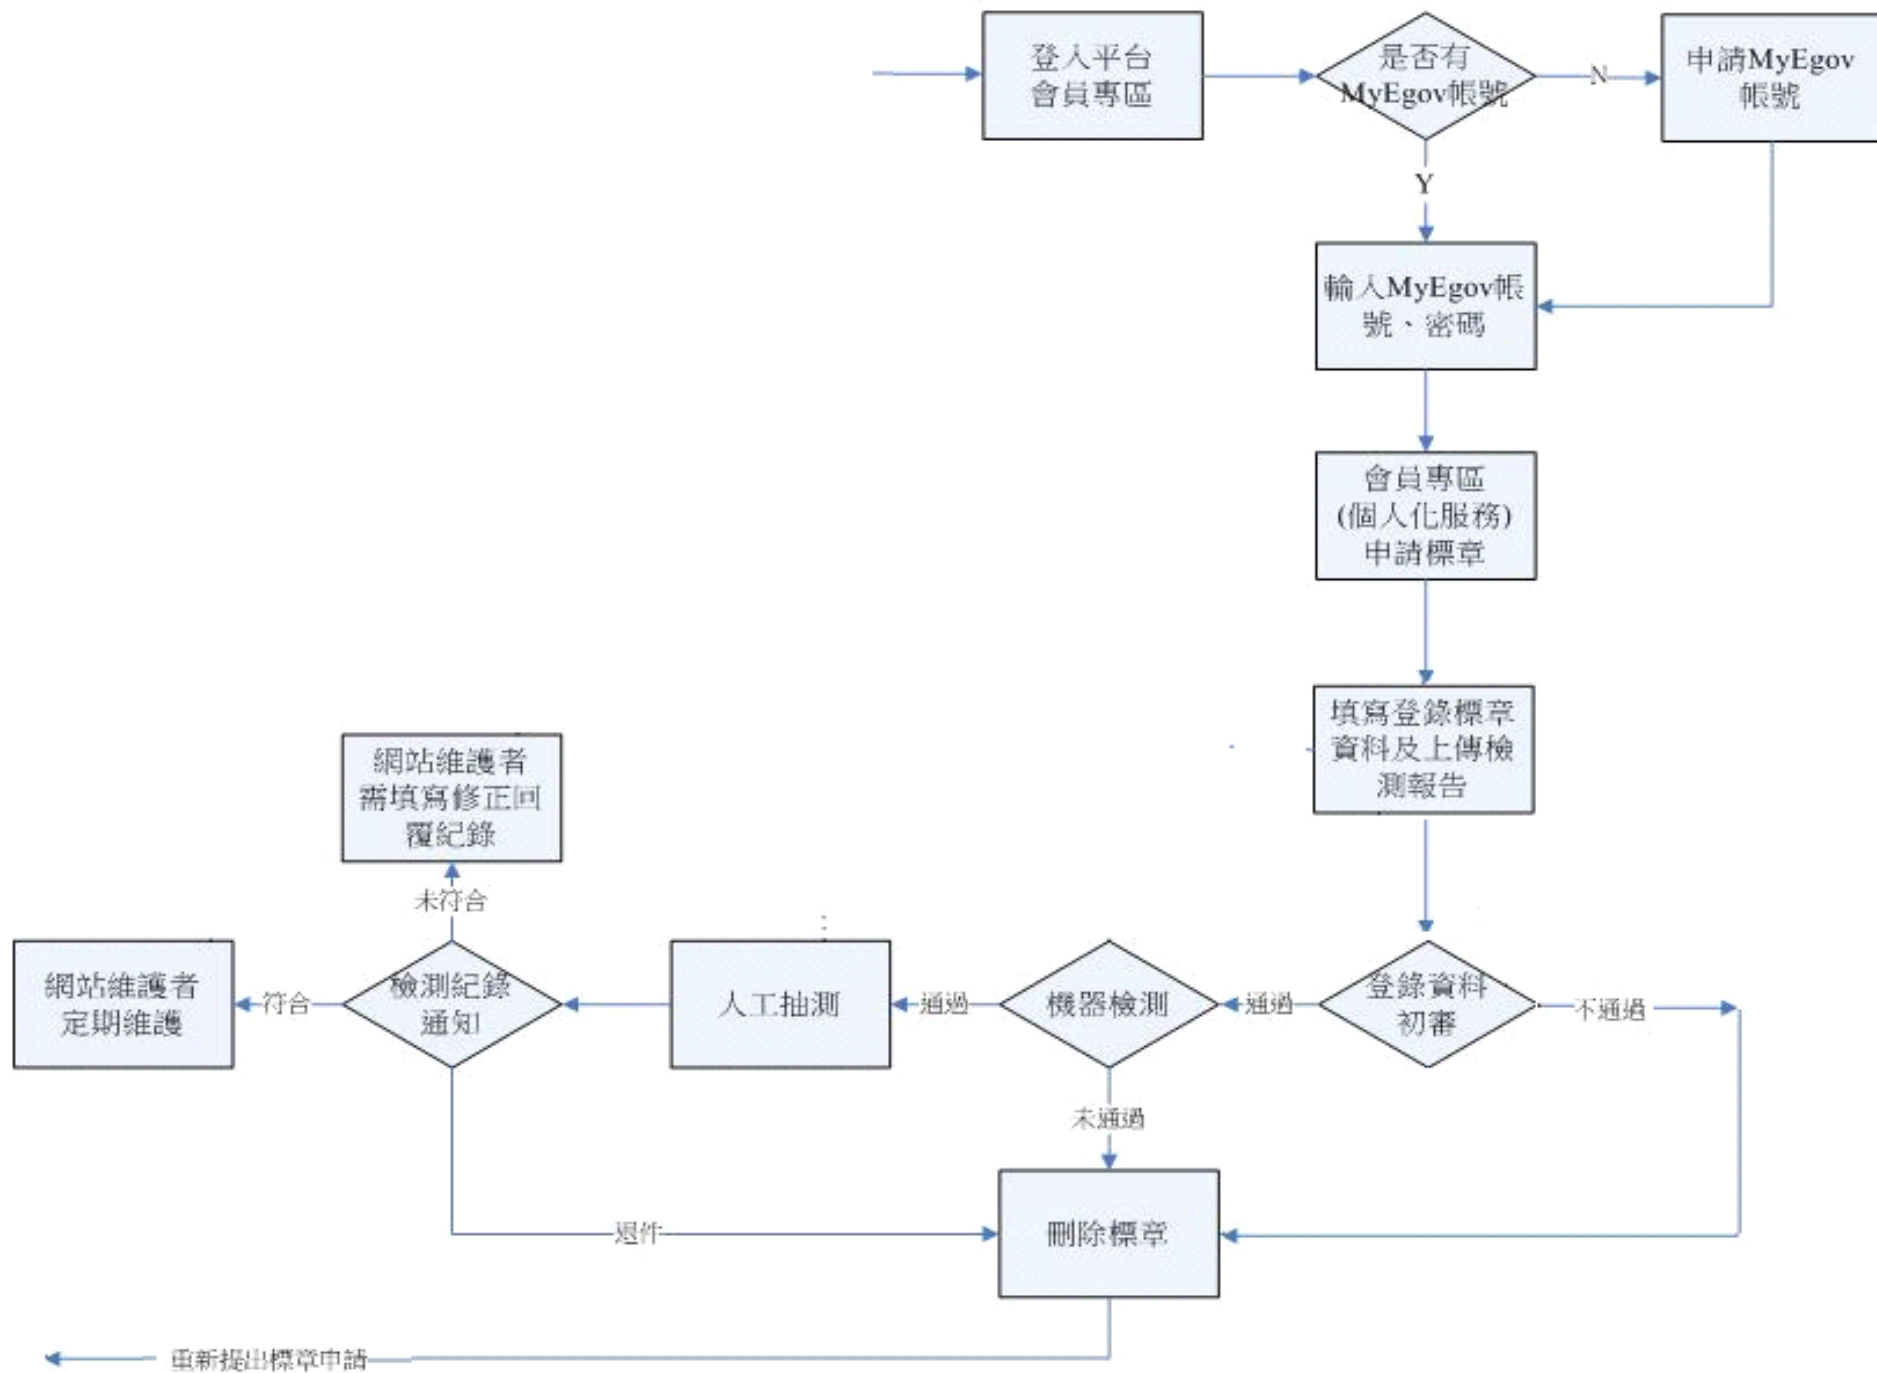 登入平台
會員專區
是否有
MyEgov帳號
N
申請MyEgov
帳號
Y
輸入MyEgov帳
號、密碼
會員專區
(個人化服務)
申請標章
填寫登錄標章
資料及上傳檢
測報告
網站維護者
需填寫修正回
覆紀錄
未符合
網站維護者
定期維護
符合
檢測紀錄
通知
人工抽測
通過
機器檢測
通過
登錄資料
初審
不通過
未通過
退件
刪除標章
重新提出標章申請